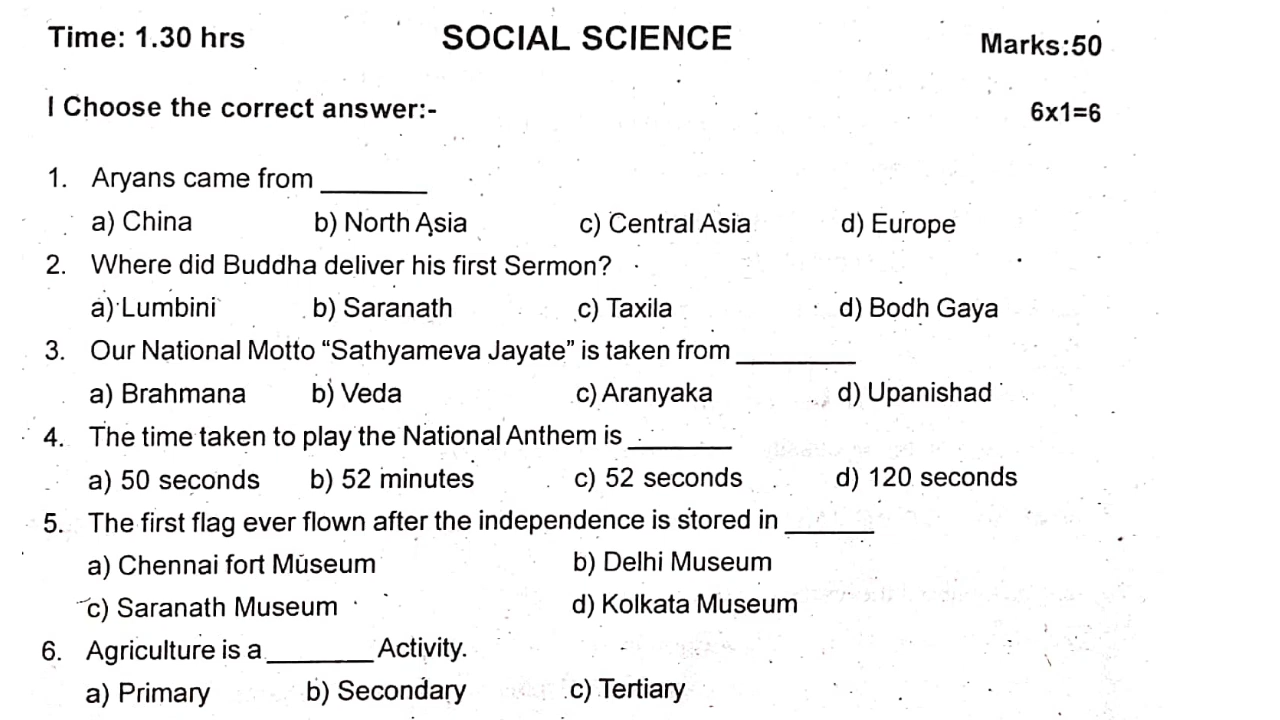 Time: 1.30 hrs SOCIAL SCIENCE Marks:50
I Choose the correct answer:- 6x1=6
1. Aryans came from ________
a) China b) North Asia c) Central Asia d) Europe
2. Where did Buddha deliver his first Sermon?
a) Lumbini b) Saranath c) Taxila d) Bodh Gaya
3. Our National Motto “Sathyameva Jayate” is taken from ________
a) Brahmana b) Veda c) Aranyaka d) Upanishad
4. The time taken to play the National Anthem is ________
a) 50 seconds b) 52 minutes c) 52 seconds d) 120 seconds
5. The first flag ever flown after the independence is stored in ________
a) Chennai fort Museum b) Delhi Museum
c) Saranath Museum d) Kolkata Museum
6. Agriculture is a ________ Activity.
a) Primary b) Secondary c) Tertiary